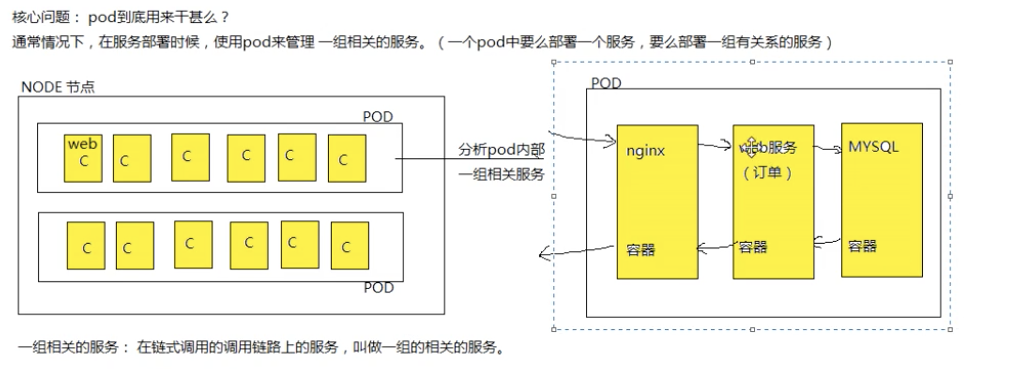 核心问题： pod到底用来干甚么？
通常情况下，在服务部署时候，使用pod来管理 一组相关的服务。（一个pod中要么部署一个服务，要么部署一组有关系的服务）
NODE 节点
POD
web
C C C C C C
C C C C C C
POD
分析pod内部
一组相关服务
POD
nginx web服务 MYSQL
（订单）
容器 容器 容器
一组相关的服务： 在链式调用的调用链路上的服务，叫做一组的相关的服务。